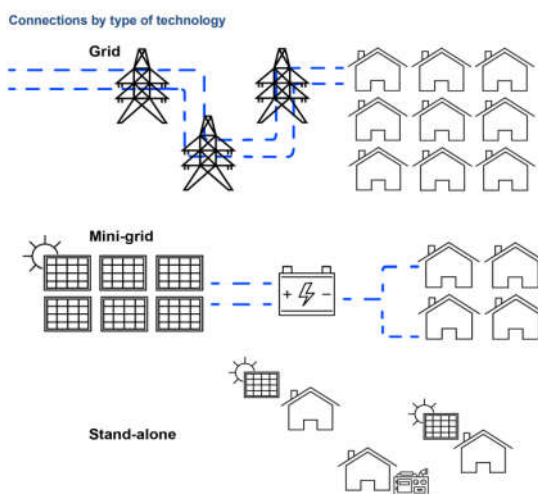 Connections by type of technology
Grid
Mini-grid
+ -
Stand-alone